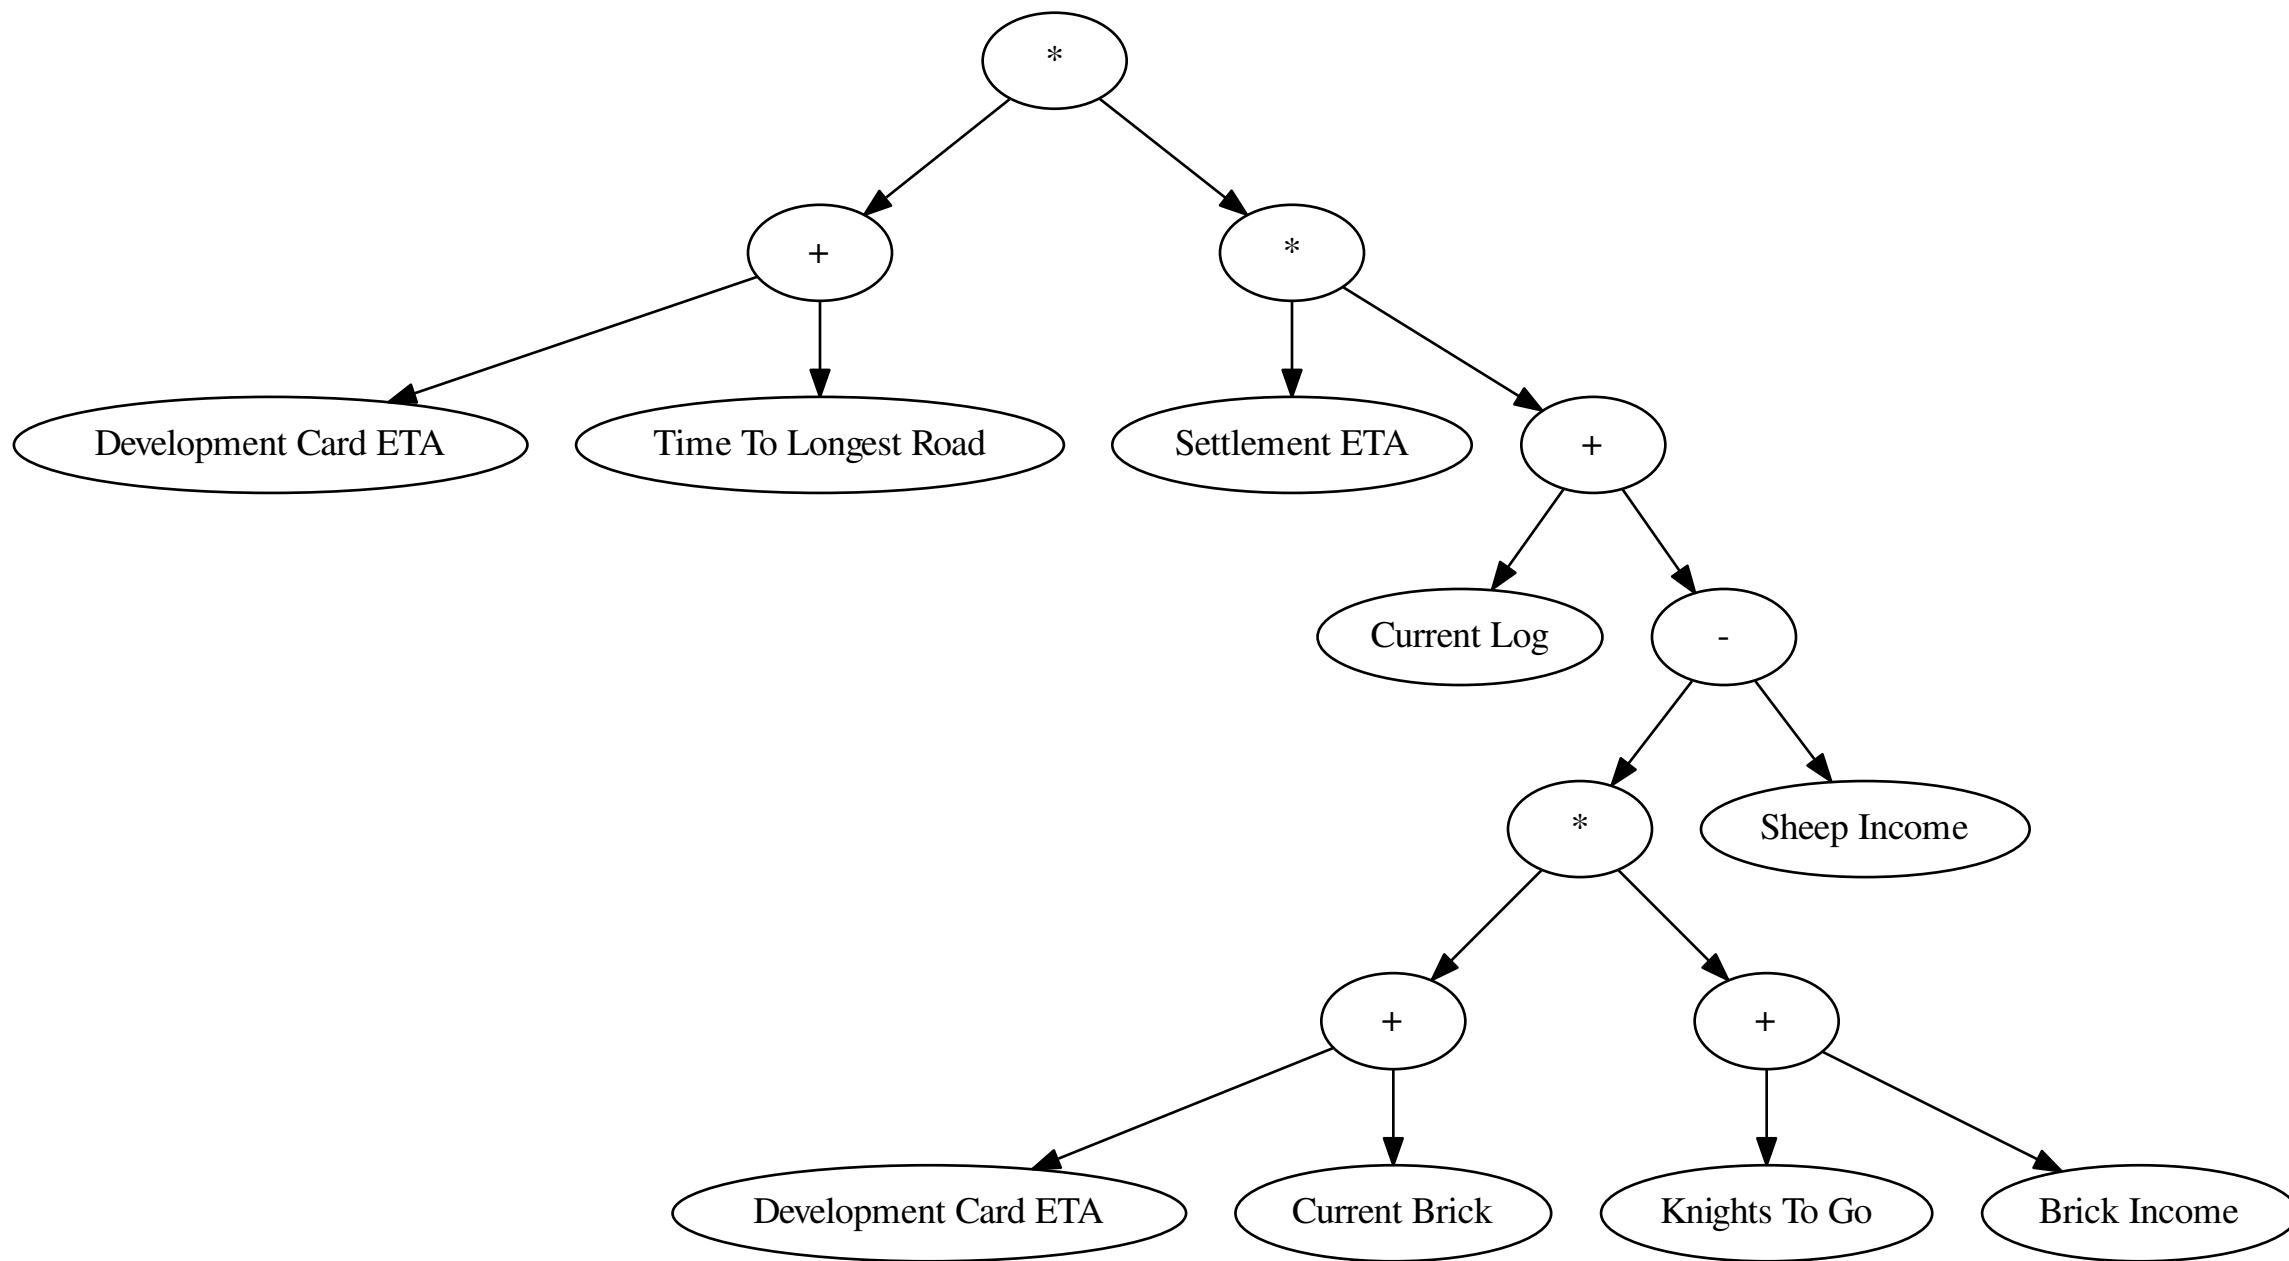 *
+
*
Development Card ETA
Time To Longest Road
Settlement ETA
+
Current Log
-
*
Sheep Income
+
+
Development Card ETA
Current Brick
Knights To Go
Brick Income